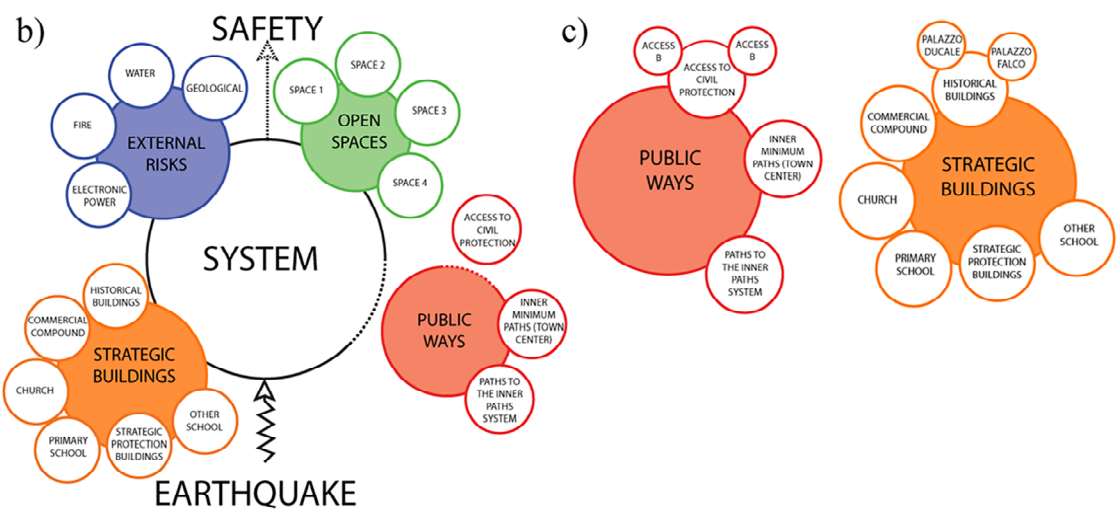 b)
SAFETY
WATER
GEOLOGICAL
FIRE
EXTERNAL
RISKS
ELECTRONIC
POWER
SPACE 1
SPACE 2
SPACE 3
OPEN
SPACES
SPACE 4
ACCESS TO
CIVIL
PROTECTION
SYSTEM
PUBLIC
WAYS
INNER
MINIMUM
PATHS (TOWN
CENTER)
PATHS TO
THE INNER
PATHS
SYSTEM
HISTORICAL
BUILDINGS
COMMERCIAL
COMPOUND
STRATEGIC
BUILDINGS
CHURCH
PRIMARY
SCHOOL
STRATEGIC
PROTECTION
BUILDINGS
OTHER
SCHOOL
EARTHQUAKE
c)
ACCESS
B
ACCESS
B
ACCESS TO
CIVIL
PROTECTION
PUBLIC
WAYS
INNER
MINIMUM
PATHS (TOWN
CENTER)
PATHS TO
THE INNER
PATHS
SYSTEM
PALAZZO
DUCALE
PALAZZO
FALCO
HISTORICAL
BUILDINGS
COMMERCIAL
COMPOUND
STRATEGIC
BUILDINGS
CHURCH
PRIMARY
SCHOOL
STRATEGIC
PROTECTION
BUILDINGS
OTHER
SCHOOL